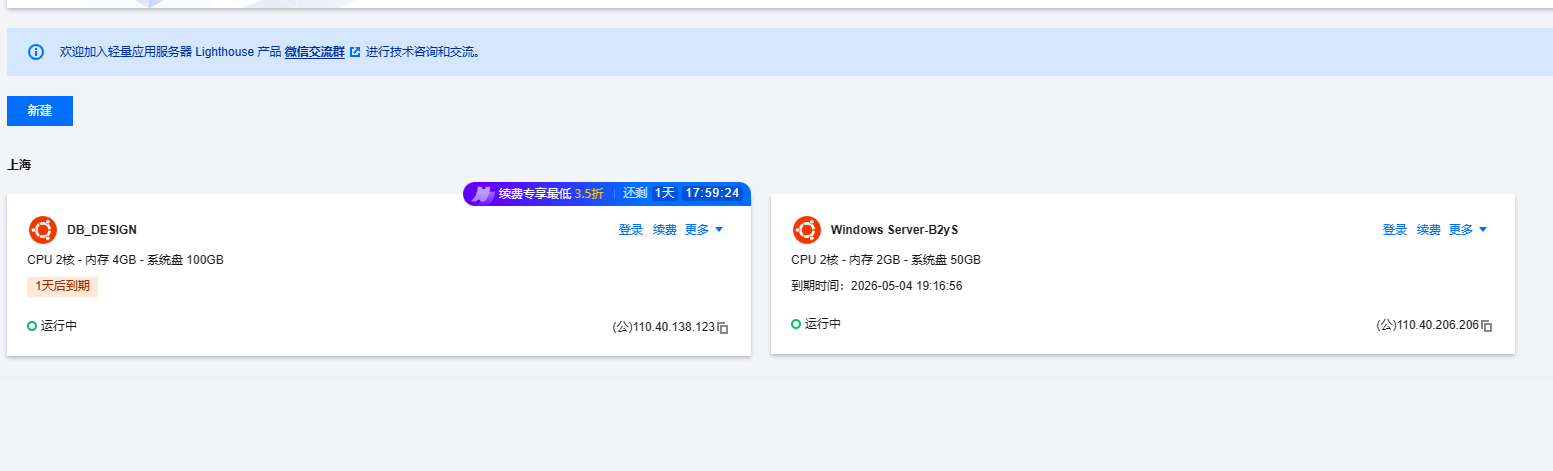 欢迎加入轻量应用服务器 Lighthouse 产品 微信交流群 进行技术咨询和交流。
新建
上海
续费专享最低 3.5折 还剩 1天 17:59:24
DB_DESIGN 登录 续费 更多
CPU 2核 - 内存 4GB - 系统盘 100GB
1天后到期
运行中 (公)110.40.138.123
Windows Server-B2yS 登录 续费 更多
CPU 2核 - 内存 2GB - 系统盘 50GB
到期时间：2026-05-04 19:16:56
运行中 (公)110.40.206.206